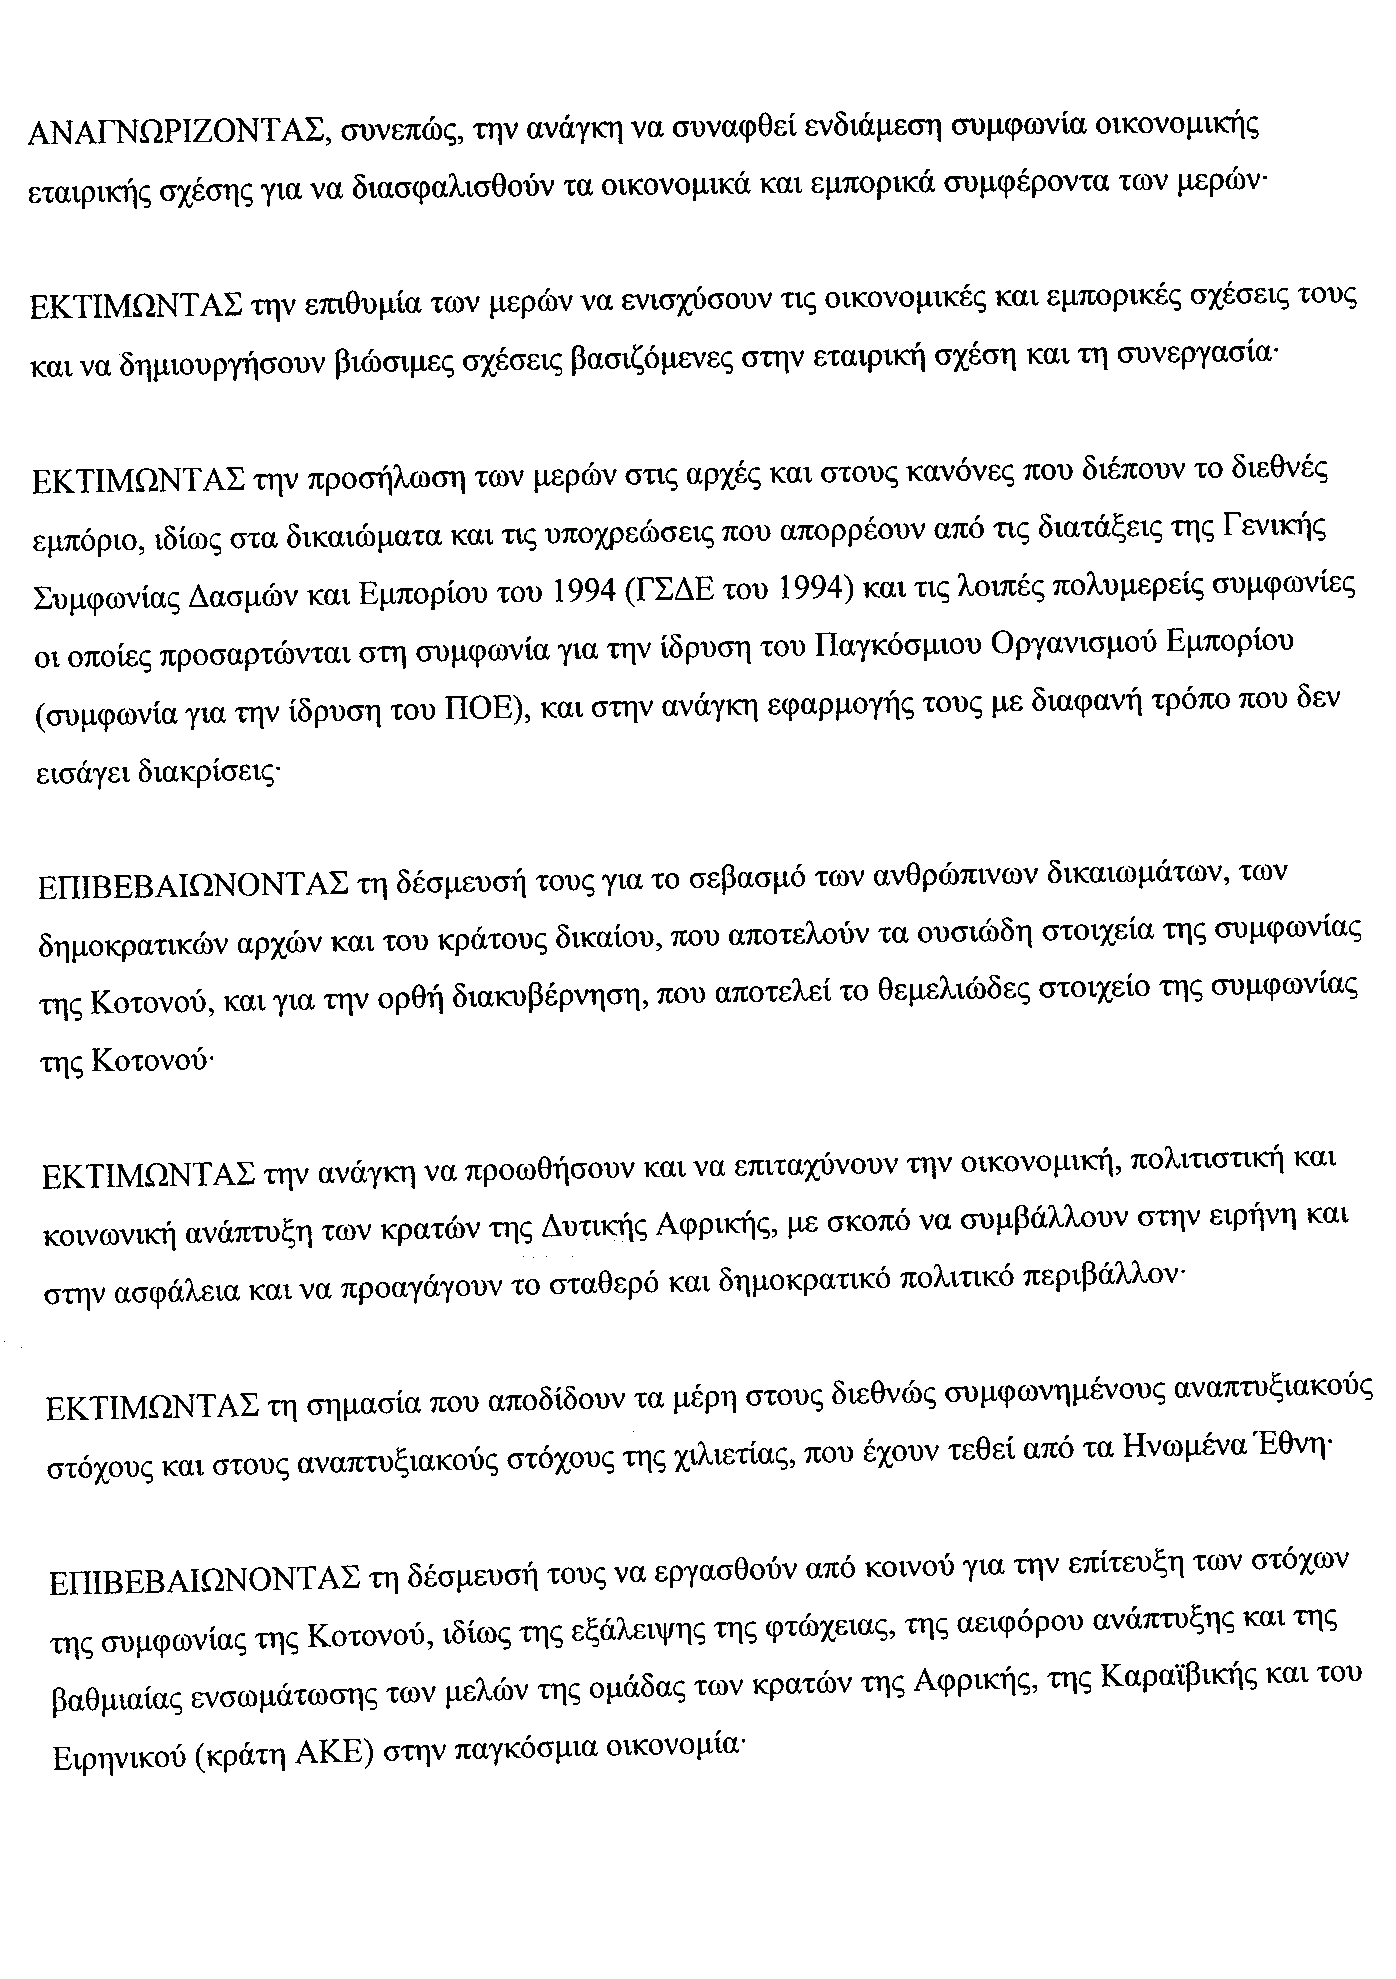 ΑΝΑΓΝΩΡΙΖΟΝΤΑΣ, συνεπώς, την ανάγκη να συναφθεί ενδιάμεση συμφωνία οικονομικής
εταιρικής σχέσης για να διασφαλισθούν τα οικονομικά και εμπορικά συμφέροντα των μερών·
ΕΚΤΙΜΩΝΤΑΣ την επιθυμία των μερών να ενισχύσουν τις οικονομικές και εμπορικές σχέσεις τους
και να δημιουργήσουν βιώσιμες σχέσεις βασιζόμενες στην εταιρική σχέση και τη συνεργασία·
ΕΚΤΙΜΩΝΤΑΣ την προσήλωση των μερών στις αρχές και στους κανόνες που διέπουν το διεθνές
εμπόριο, ιδίως στα δικαιώματα και τις υποχρεώσεις που απορρέουν από τις διατάξεις της Γενικής
Συμφωνίας Δασμών και Εμπορίου του 1994 (ΓΣΔΕ του 1994) και τις λοιπές πολυμερείς συμφωνίες
οι οποίες προσαρτώνται στη συμφωνία για την ίδρυση του Παγκόσμιου Οργανισμού Εμπορίου
(συμφωνία για την ίδρυση του ΠΟΕ), και στην ανάγκη εφαρμογής τους με διαφανή τρόπο που δεν
εισάγει διακρίσεις·
ΕΠΙΒΕΒΑΙΩΝΟΝΤΑΣ τη δέσμευσή τους για το σεβασμό των ανθρώπινων δικαιωμάτων, των
δημοκρατικών αρχών και του κράτους δικαίου, που αποτελούν τα ουσιώδη στοιχεία της συμφωνίας
της Κοτονού, και για την ορθή διακυβέρνηση, που αποτελεί το θεμελιώδες στοιχείο της συμφωνίας
της Κοτονού·
ΕΚΤΙΜΩΝΤΑΣ την ανάγκη να προωθήσουν και να επιταχύνουν την οικονομική, πολιτιστική και
κοινωνική ανάπτυξη των κρατών της Δυτικής Αφρικής, με σκοπό να συμβάλλουν στην ειρήνη και
στην ασφάλεια και να προαγάγουν το σταθερό και δημοκρατικό πολιτικό περιβάλλον·
ΕΚΤΙΜΩΝΤΑΣ τη σημασία που αποδίδουν τα μέρη στους διεθνώς συμφωνημένους αναπτυξιακούς
στόχους και στους αναπτυξιακούς στόχους της χιλιετίας, που έχουν τεθεί από τα Ηνωμένα Έθνη·
ΕΠΙΒΕΒΑΙΩΝΟΝΤΑΣ τη δέσμευσή τους να εργασθούν από κοινού για την επίτευξη των στόχων
της συμφωνίας της Κοτονού, ιδίως της εξάλειψης της φτώχειας, της αειφόρου ανάπτυξης και της
βαθμιαίας ενσωμάτωσης των μελών της ομάδας των κρατών της Αφρικής, της Καραϊβικής και του
Ειρηνικού (κράτη ΑΚΕ) στην παγκόσμια οικονομία·